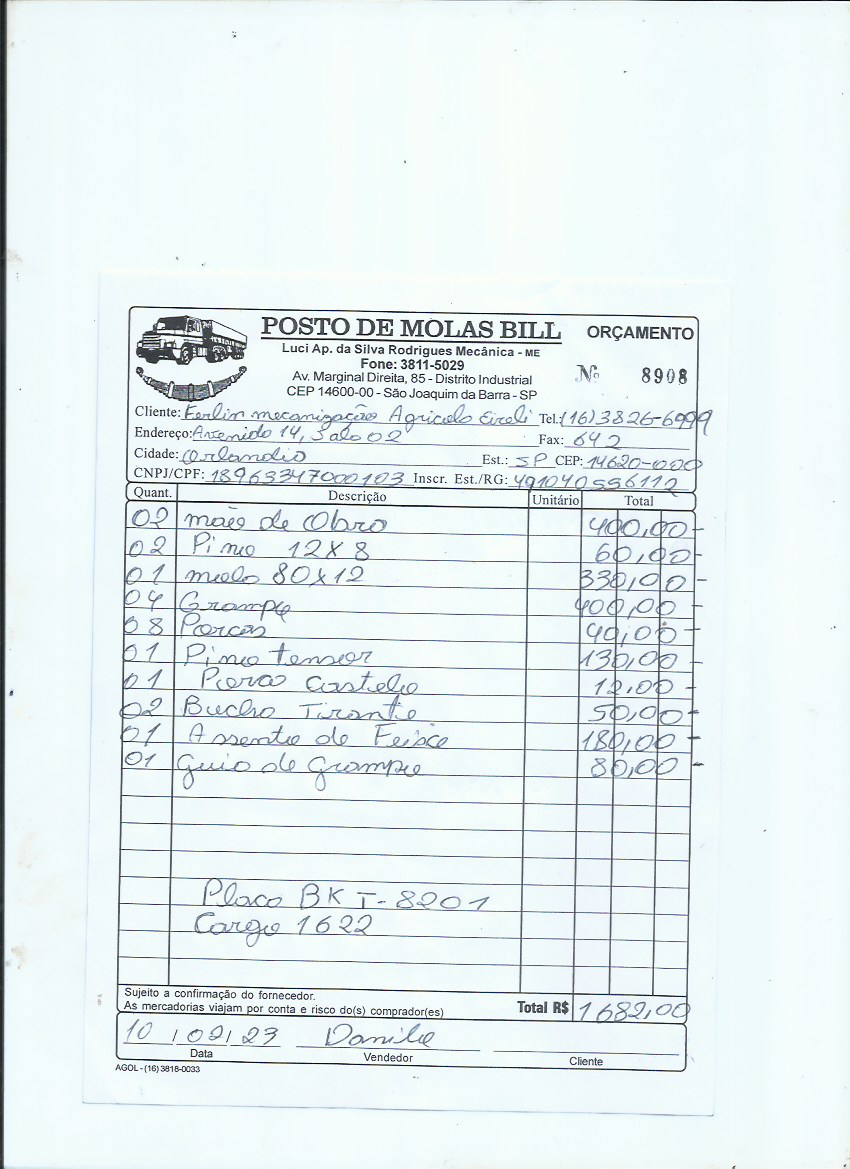 POSTO DE MOLAS BILL
ORÇAMENTO
Luci Ap. da Silva Rodrigues Mecânica - ME
Fone: 3811-5029
Av. Marginal Direita, 85 - Distrito Industrial
CEP 14600-00 - São Joaquim da Barra - SP
Nº 8908
Cliente: Ferlin mecanização Agricola Eireli Tel.: (16) 3826-6999
Endereço: Avenida 14, Sala 02 Fax: 642
Cidade: Orlandia Est.: SP CEP: 14620-000
CNPJ/CPF: 18963347000103 Inscr. Est./RG: 491040556112
Quant. Descrição Unitário Total
02 mão de Obra 400,00
02 Pino 12X8 60,00
01 mola 80x12 330,00
04 Grampo 400,00
08 Porcas 40,00
01 Pino tensor 130,00
01 Porca Castelo 12,00
02 Bucha Tirante 50,00
01 Assento de Feixe 180,00
01 Guia de Grampo 80,00
Placa BKT-8201
Cargo 1622
Sujeito a confirmação do fornecedor.
As mercadorias viajam por conta e risco do(s) comprador(es)
Total R$ 1682,00
10 / 02 / 23 Danilo
Data Vendedor Cliente
AGOL - (16) 3818-0033